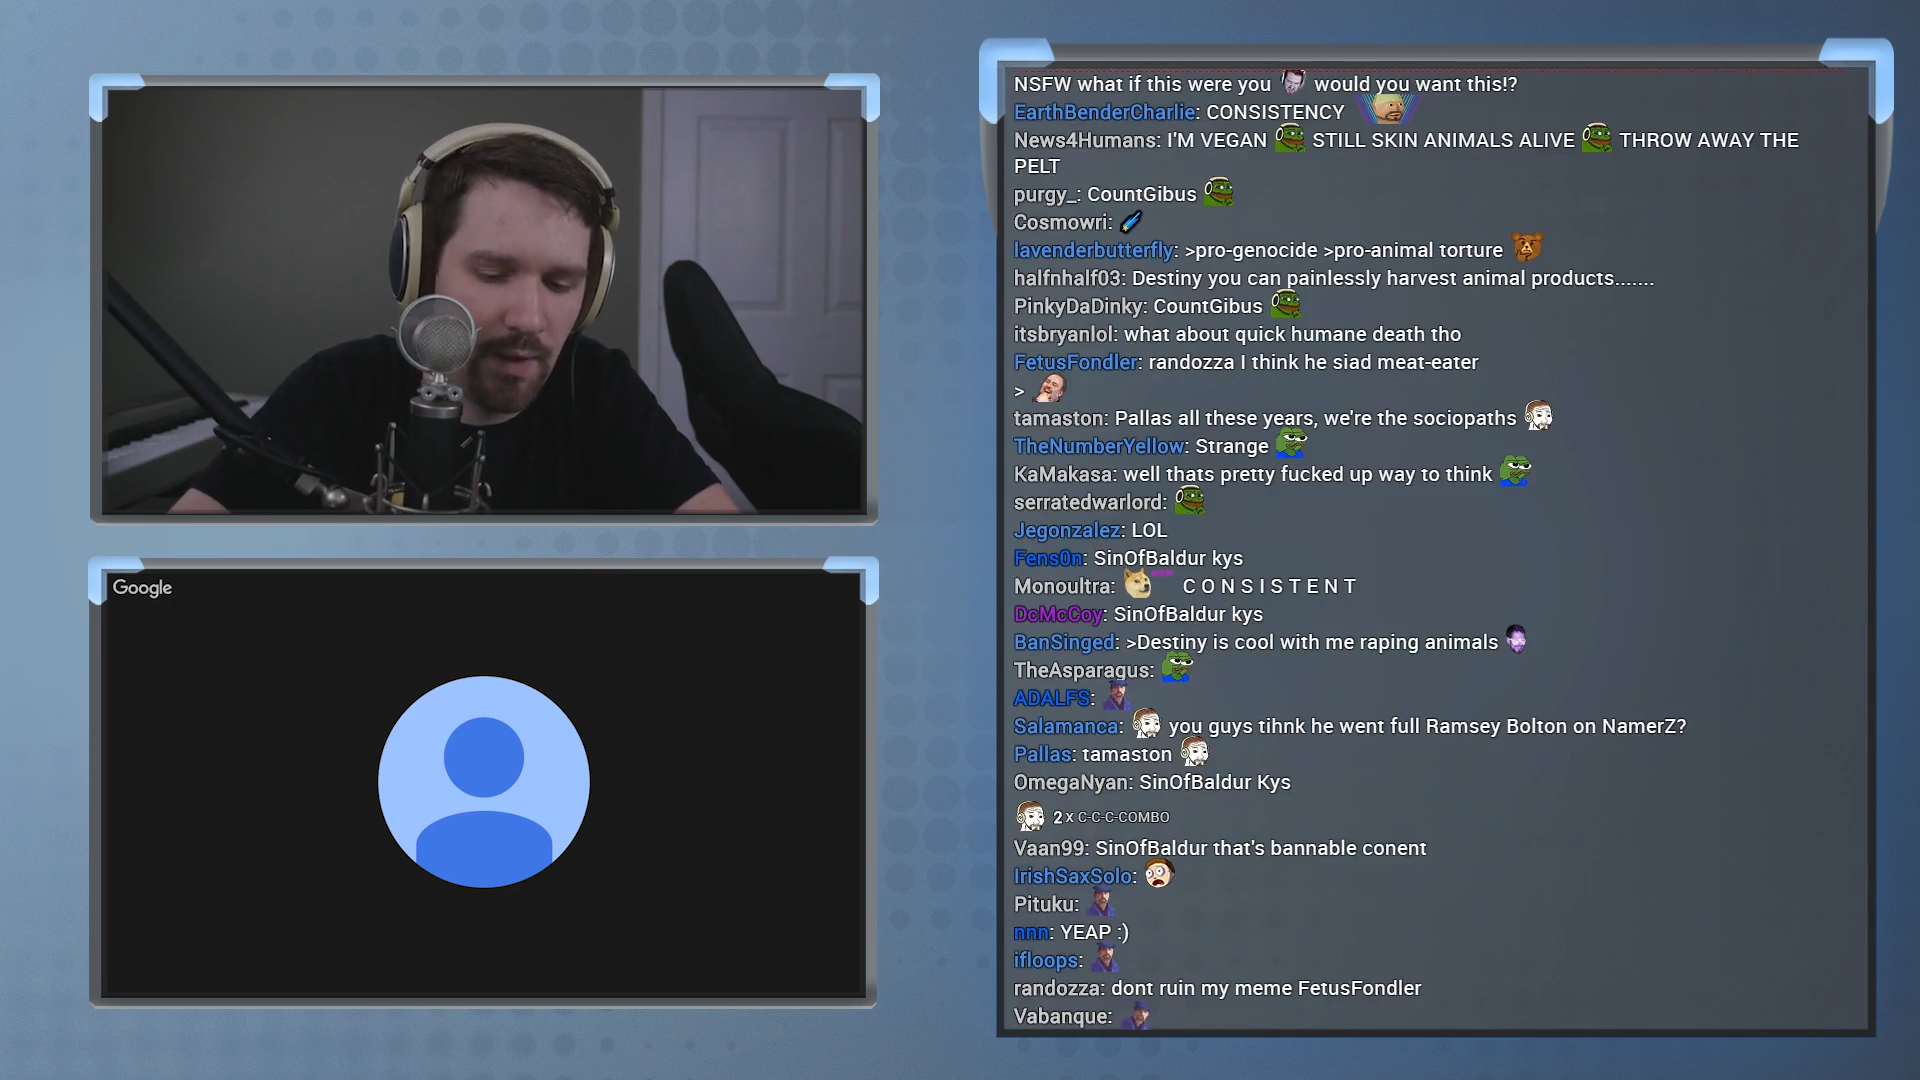 Google
NSFW what if this were you would you want this!?
EarthBenderCharlie: CONSISTENCY
News4Humans: I'M VEGAN STILL SKIN ANIMALS ALIVE THROW AWAY THE
PELT
purgy_: CountGibus
Cosmowri:
lavenderbutterfly: >pro-genocide >pro-animal torture
halfnhalf03: Destiny you can painlessly harvest animal products.......
PinkyDaDinky: CountGibus
itsbryanlol: what about quick humane death tho
FetusFondler: randozza I think he siad meat-eater
>
tamaston: Pallas all these years, we're the sociopaths
TheNumberYellow: Strange
KaMakasa: well thats pretty fucked up way to think
serratedwarlord:
Jegonzalez: LOL
Fens0n: SinOfBaldur kys
Monoultra: C O N S I S T E N T
DcMcCoy: SinOfBaldur kys
BanSinged: >Destiny is cool with me raping animals
TheAsparagus:
ADALFS:
Salamanca: you guys tihnk he went full Ramsey Bolton on NamerZ?
Pallas: tamaston
OmegaNyan: SinOfBaldur Kys
2 x C-C-C-COMBO
Vaan99: SinOfBaldur that's bannable conent
IrishSaxSolo:
Pituku:
nnn: YEAP :)
ifloops:
randozza: dont ruin my meme FetusFondler
Vabanque: